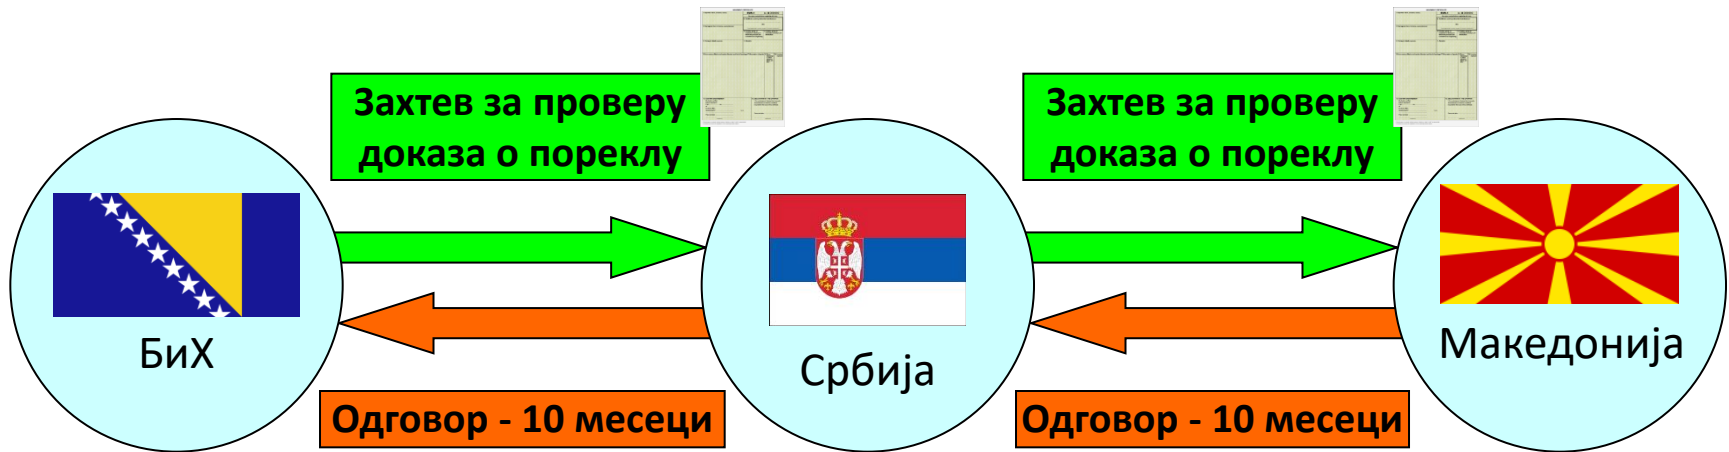 Захтев за проверу
доказа о пореклу
Захтев за проверу
доказа о пореклу
БиХ
Србија
Македонија
Одговор - 10 месеци
Одговор - 10 месеци